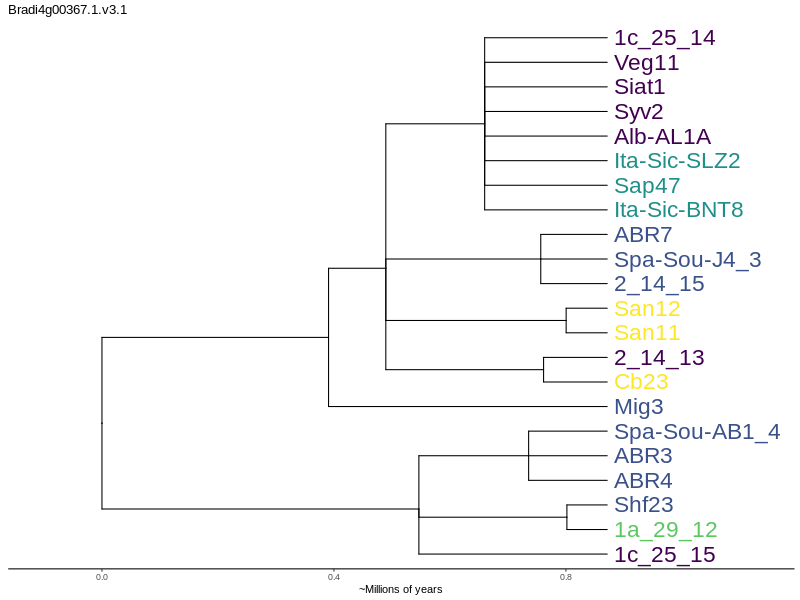 Bradi4g00367.1.v3.1
1c_25_14
Veg11
Siat1
Syv2
Alb-AL1A
Ita-Sic-SLZ2
Sap47
Ita-Sic-BNT8
ABR7
Spa-Sou-J4_3
2_14_15
San12
San11
2_14_13
Cb23
Mig3
Spa-Sou-AB1_4
ABR3
ABR4
Shf23
1a_29_12
1c_25_15
0.0 0.4 0.8
~Millions of years